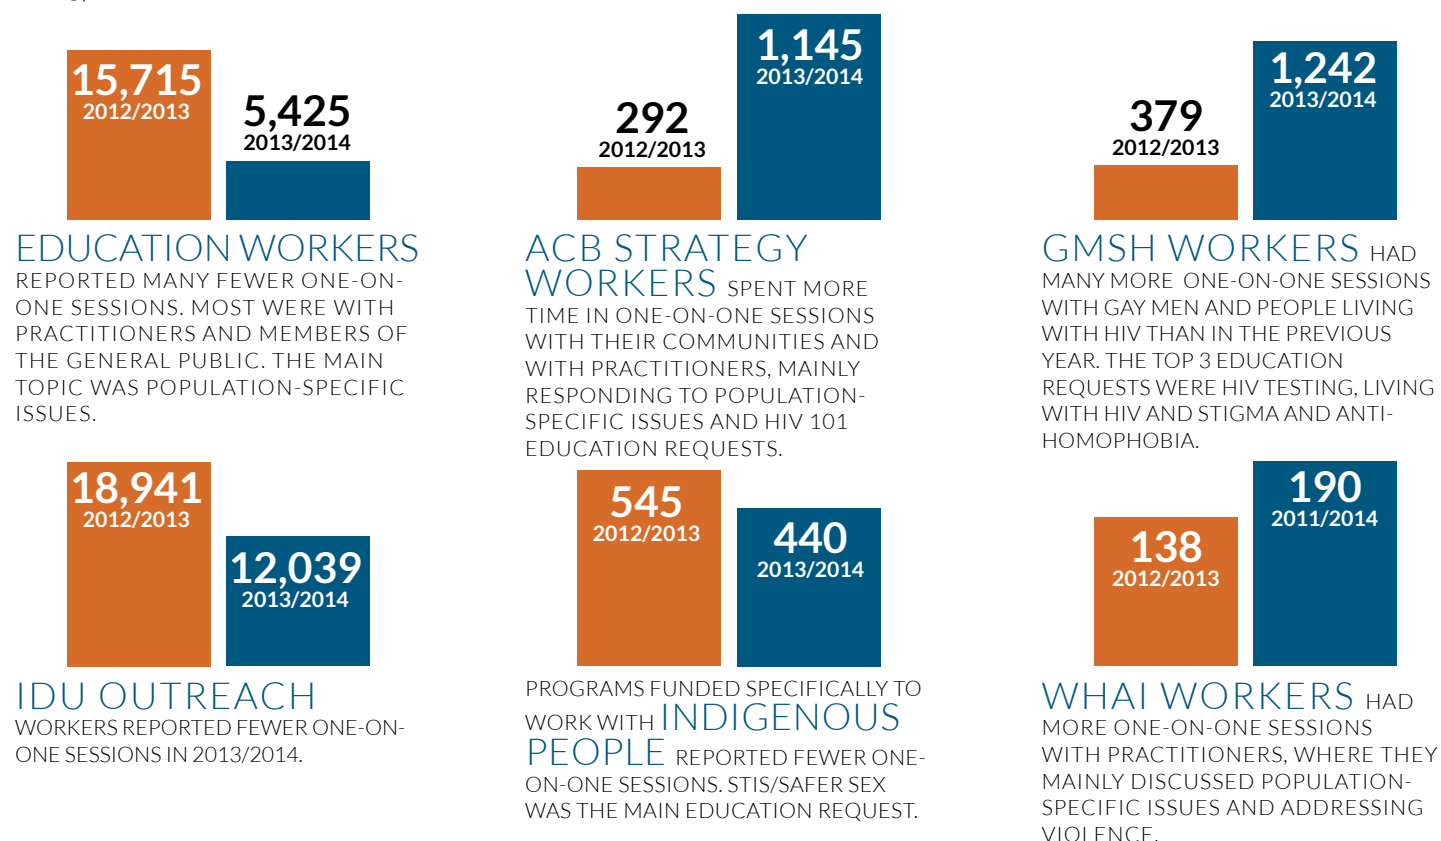 15,715
2012/2013
5,425
2013/2014
EDUCATION WORKERS
REPORTED MANY FEWER ONE-ON-
ONE SESSIONS. MOST WERE WITH
PRACTITIONERS AND MEMBERS OF
THE GENERAL PUBLIC. THE MAIN
TOPIC WAS POPULATION-SPECIFIC
ISSUES.
292
2012/2013
1,145
2013/2014
ACB STRATEGY
WORKERS SPENT MORE
TIME IN ONE-ON-ONE SESSIONS
WITH THEIR COMMUNITIES AND
WITH PRACTITIONERS, MAINLY
RESPONDING TO POPULATION-
SPECIFIC ISSUES AND HIV 101
EDUCATION REQUESTS.
379
2012/2013
1,242
2013/2014
GMSH WORKERS HAD
MANY MORE ONE-ON-ONE SESSIONS
WITH GAY MEN AND PEOPLE LIVING
WITH HIV THAN IN THE PREVIOUS
YEAR. THE TOP 3 EDUCATION
REQUESTS WERE HIV TESTING, LIVING
WITH HIV AND STIGMA AND ANTI-
HOMOPHOBIA.
18,941
2012/2013
12,039
2013/2014
IDU OUTREACH
WORKERS REPORTED FEWER ONE-ON-
ONE SESSIONS IN 2013/2014.
545
2012/2013
440
2013/2014
PROGRAMS FUNDED SPECIFICALLY TO
WORK WITH INDIGENOUS
PEOPLE REPORTED FEWER ONE-
ON-ONE SESSIONS. STIS/SAFER SEX
WAS THE MAIN EDUCATION REQUEST.
138
2012/2013
190
2011/2014
WHAI WORKERS HAD
MORE ONE-ON-ONE SESSIONS
WITH PRACTITIONERS, WHERE THEY
MAINLY DISCUSSED POPULATION-
SPECIFIC ISSUES AND ADDRESSING
VIOLENCE.